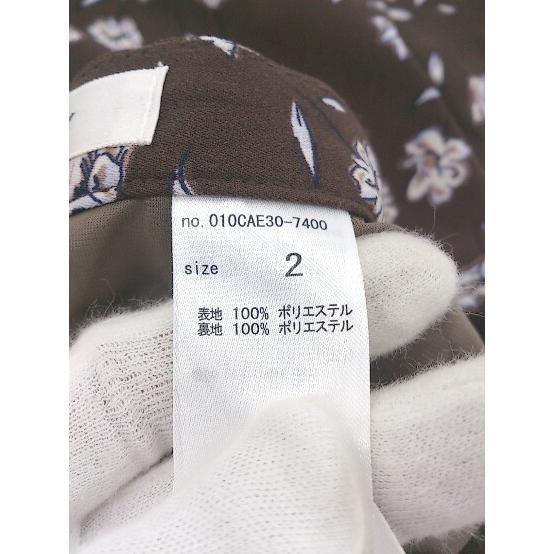 no. 010CAE30-7400
size 2
表地 100% ポリエステル
裏地 100% ポリエステル